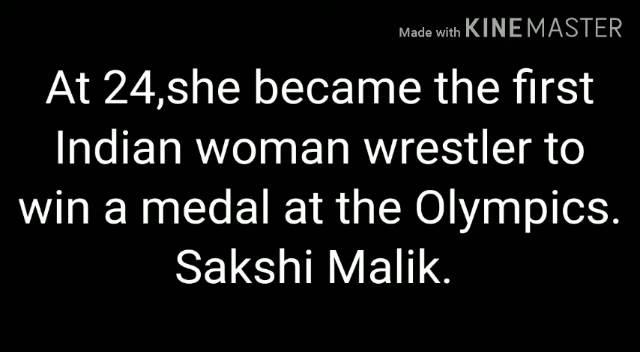 Made with KINEMASTER
At 24,she became the first
Indian woman wrestler to
win a medal at the Olympics.
Sakshi Malik.